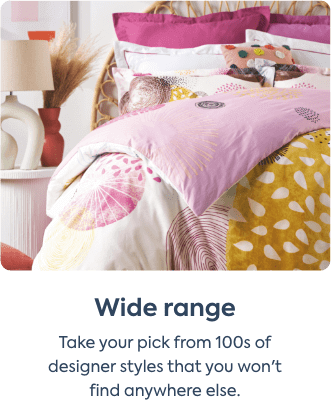 Wide range
Take your pick from 100s of
designer styles that you won't
find anywhere else.